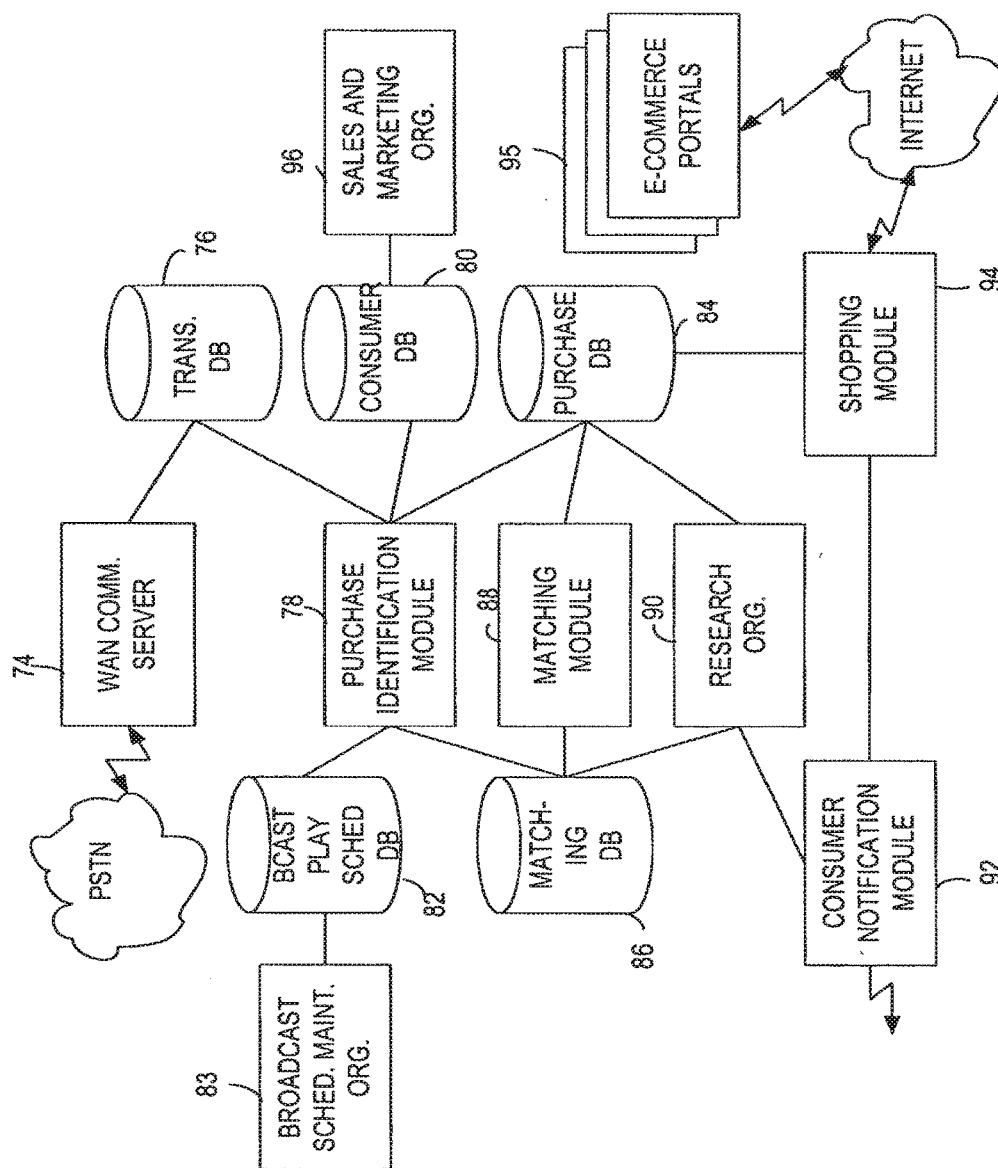 PSTN
74
WAN COMM.
SERVER
TRANS.
DB
76
83
BROADCAST
SCHED. MAINT.
ORG.
BCAST
PLAY
SCHED
DB
82
78
PURCHASE
IDENTIFICATION
MODULE
CONSUMER
DB
80
96
SALES AND
MARKETING
ORG.
MATCH-
ING
DB
86
88
MATCHING
MODULE
PURCHASE
DB
84
90
RESEARCH
ORG.
95
E-COMMERCE
PORTALS
CONSUMER
NOTIFICATION
MODULE
92
SHOPPING
MODULE
94
INTERNET